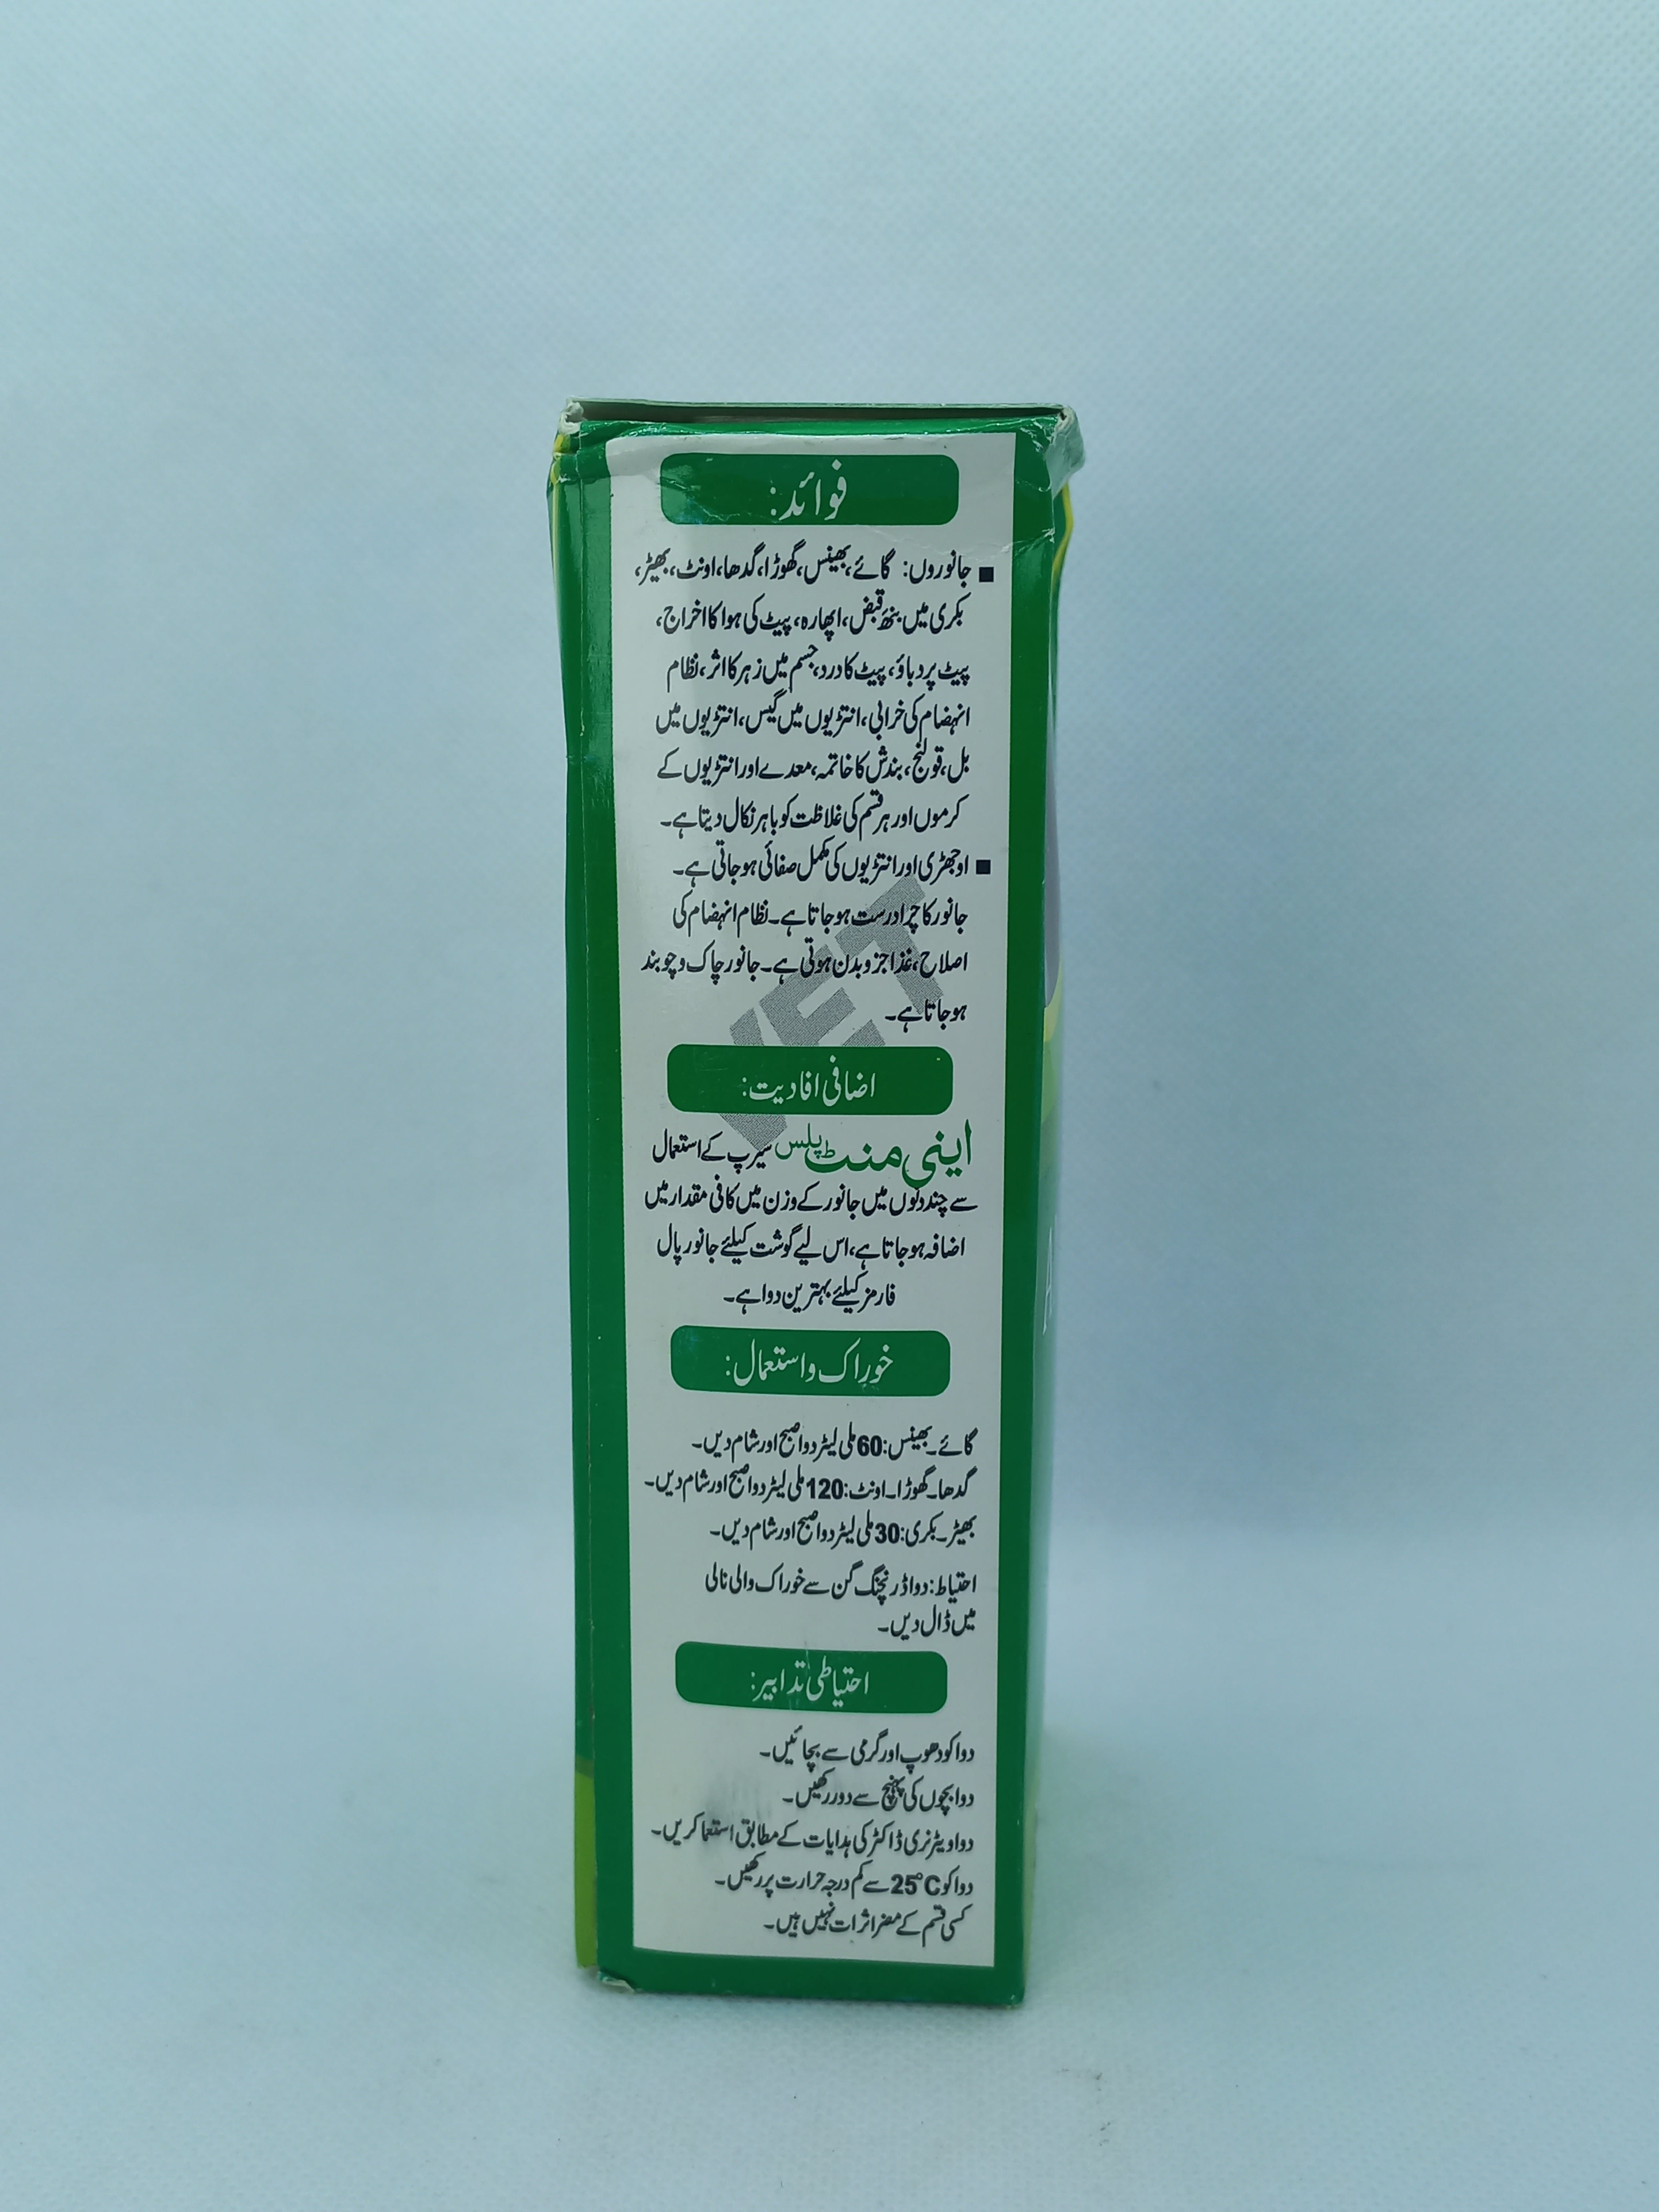 فوائد:
■ جانوروں: گائے، بھینس، گھوڑا، گدھا، اونٹ، بھیڑ،
بکری میں بنئ قبض، اپھارہ، پیٹ کی ہوا کا اخراج،
پیٹ پر دباؤ، پیٹ کا درد، جسم میں زہر کا اثر، نظام
انہضام کی خرابی، انتڑیوں میں گیس، انتڑیوں میں
بل، قولنج، بندش کا خاتمہ، معدے اور انتڑیوں کے
کرموں اور ہر قسم کی غلاظت کو باہر نکال دیتا ہے۔
■ اوجھڑی اور انتڑیوں کی مکمل صفائی ہو جاتی ہے۔
جانور کا چرا درست ہو جاتا ہے۔ نظام انہضام کی
اصلاح، غذا جزو بدن ہوتی ہے۔ جانور چاک و چوبند
ہو جاتا ہے۔
VET
اضافی افادیت:
اینی منٹ پلس سیرپ کے استعمال
سے چند دنوں میں جانور کے وزن میں کافی مقدار میں
اضافہ ہو جاتا ہے، اس لیے گوشت کیلئے جانور پال
فارمز کیلئے بہترین دوا ہے۔
خوراک و استعمال:
گائے۔ بھینس: 60 ملی لیٹر دوا صبح اور شام دیں۔
گدھا۔ گھوڑا۔ اونٹ: 120 ملی لیٹر دوا صبح اور شام دیں۔
بھیڑ۔ بکری: 30 ملی لیٹر دوا صبح اور شام دیں۔
احتیاط: دوا ڈرنچنگ گن سے خوراک والی نالی
میں ڈال دیں۔
احتیاطی تدابیر:
دوا کو دھوپ اور گرمی سے بچائیں۔
دوا بچوں کی پہنچ سے دور رکھیں۔
دوا ویٹرنری ڈاکٹر کی ہدایات کے مطابق استعما کریں۔
دوا کو 25°C سے کم درجہ حرارت پر رکھیں۔
کسی قسم کے مضر اثرات نہیں ہیں۔